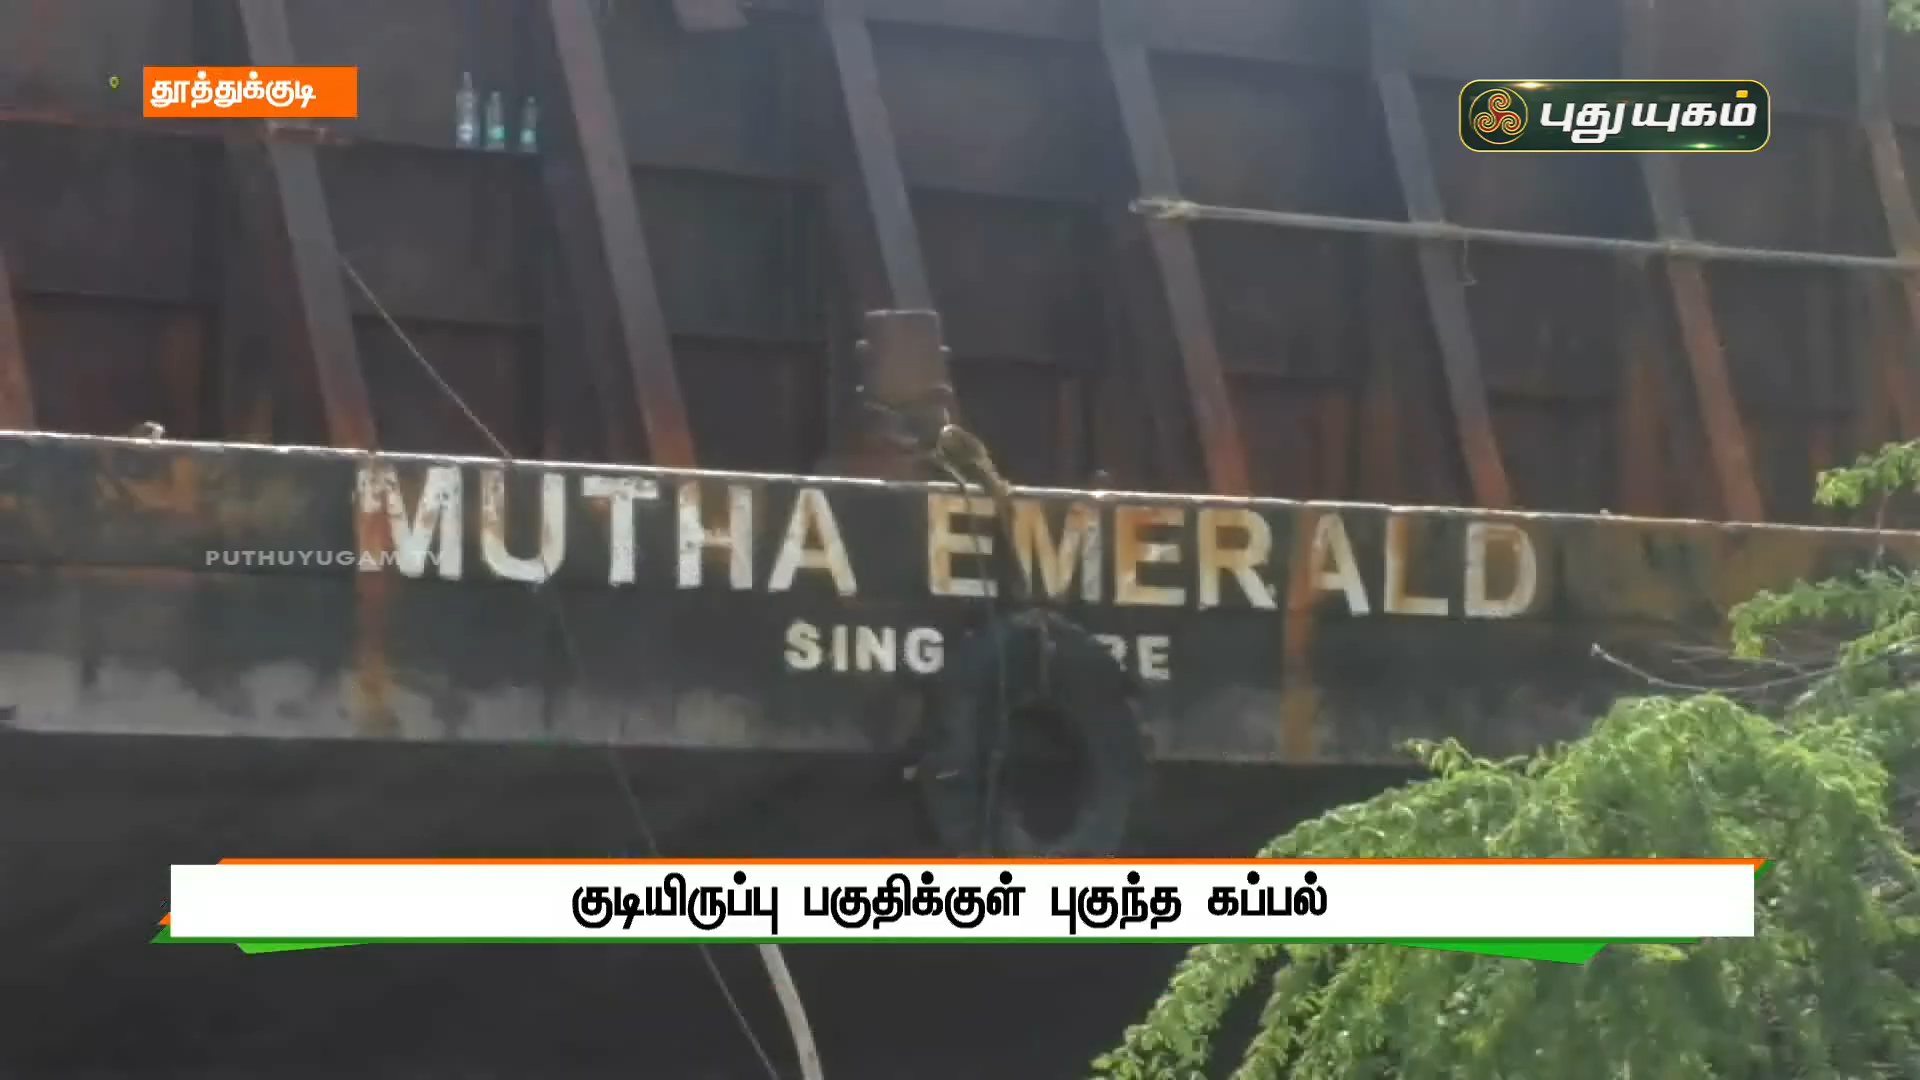 தூத்துக்குடி
புதுயுகம்
MUTHA EMERALD
PUTHUYUGAM TV
குடியிருப்பு பகுதிக்குள் புகுந்த கப்பல்